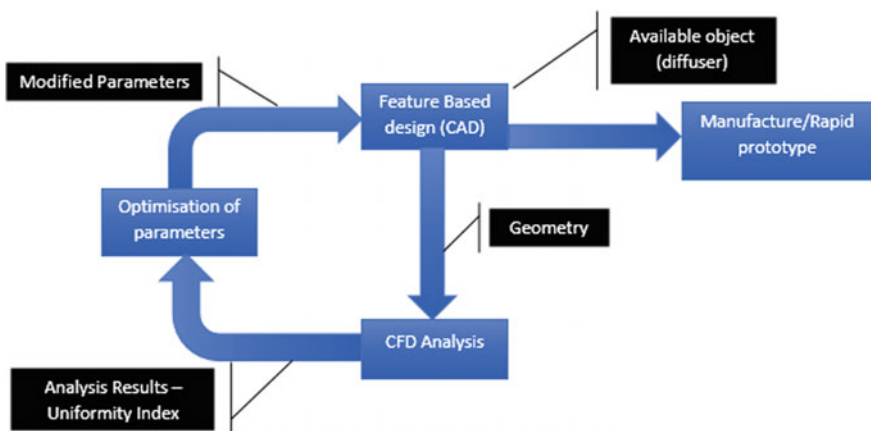 Available object
(diffuser)
Modified Parameters
Feature Based
design (CAD)
Manufacture/Rapid
prototype
Optimisation of
parameters
Geometry
CFD Analysis
Analysis Results –
Uniformity Index